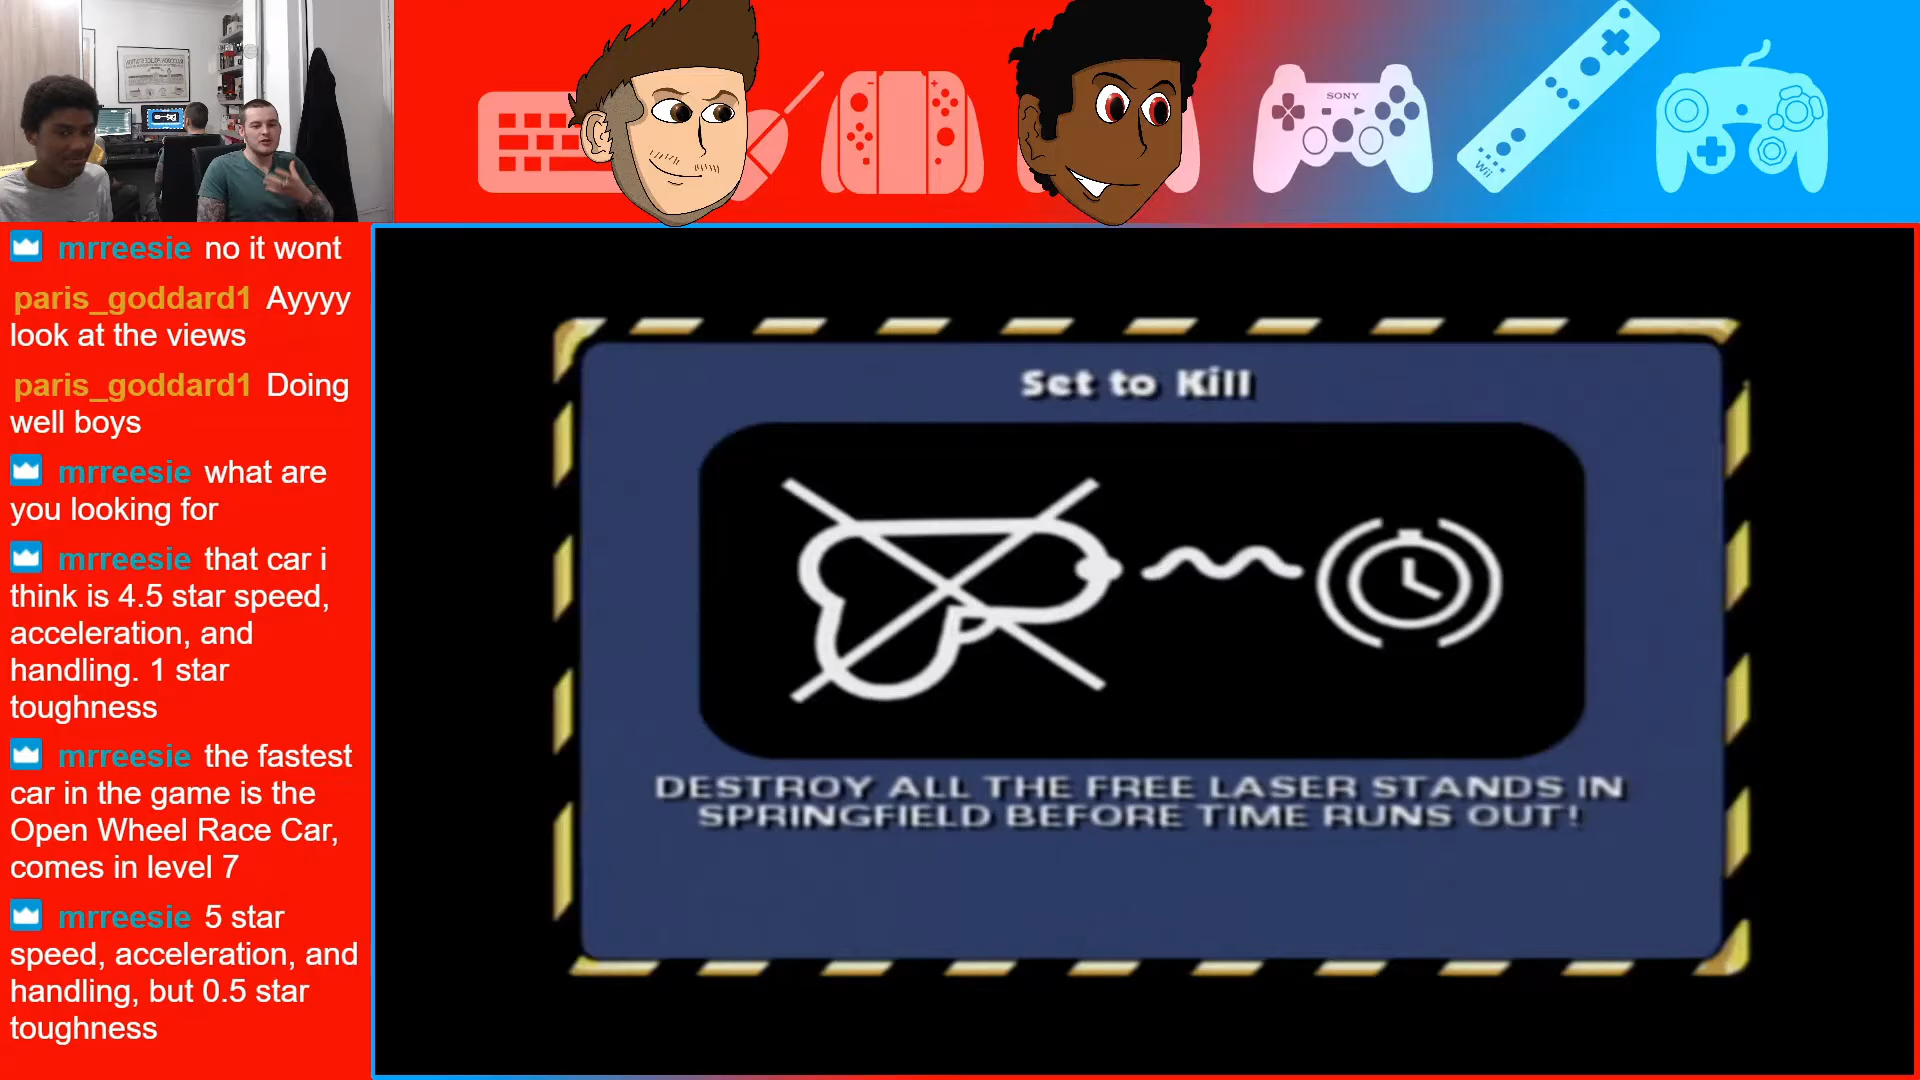 SONY
Wii
mrreesie no it wont
paris_goddard1 Ayyyy
look at the views
paris_goddard1 Doing
well boys
mrreesie what are
you looking for
mrreesie that car i
think is 4.5 star speed,
acceleration, and
handling. 1 star
toughness
mrreesie the fastest
car in the game is the
Open Wheel Race Car,
comes in level 7
mrreesie 5 star
speed, acceleration, and
handling, but 0.5 star
toughness
Set to Kill
DESTROY ALL THE FREE LASER STANDS IN
SPRINGFIELD BEFORE TIME RUNS OUT!